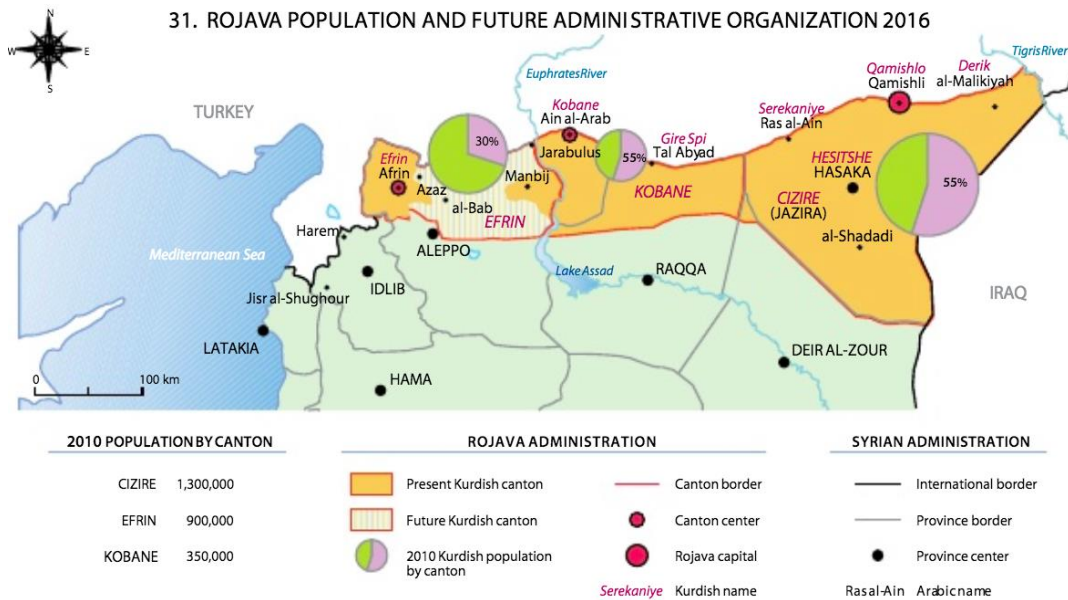 31. ROJAVA POPULATION AND FUTURE ADMINISTRATIVE ORGANIZATION 2016
N
W
E
S
TURKEY
Euphrates River
Tigris River
Qamishlo
Qamishli
Derik
al-Malikiyah
Kobane
Ain al-Arab
Serekaniye
Ras al-Ain
Efrin
Afrin
30%
Jarabulus
55%
Gire Spi
Tal Abyad
Azaz
Manbij
al-Bab
EFRIN
KOBANE
HESITSHE
HASAKA
CIZIRE
(JAZIRA)
55%
al-Shadadi
Harem
ALEPPO
Mediterranean Sea
IDLIB
Lake Assad
RAQQA
IRAQ
Jisr al-Shughour
LATAKIA
DEIR AL-ZOUR
HAMA
0
100 km
2010 POPULATION BY CANTON
CIZIRE 1,300,000
EFRIN 900,000
KOBANE 350,000
ROJAVA ADMINISTRATION
Present Kurdish canton
Future Kurdish canton
2010 Kurdish population
by canton
Canton border
Canton center
Rojava capital
Serekaniye Kurdish name
SYRIAN ADMINISTRATION
International border
Province border
Province center
Ras al-Ain Arabic name